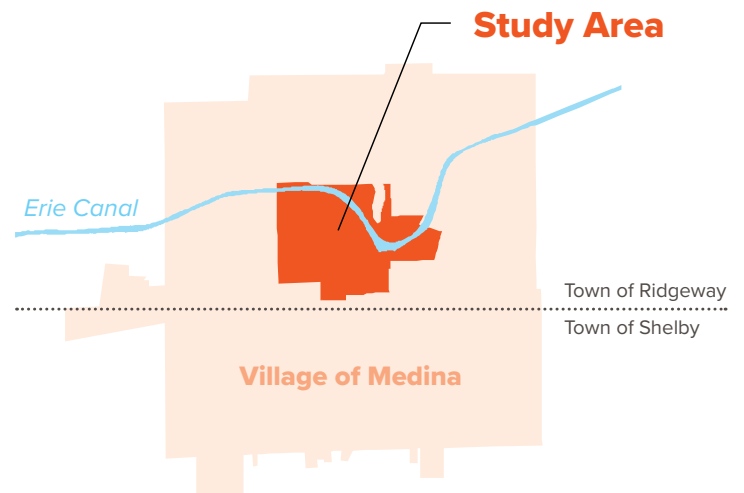 Study Area
Erie Canal
Town of Ridgeway
Town of Shelby
Village of Medina